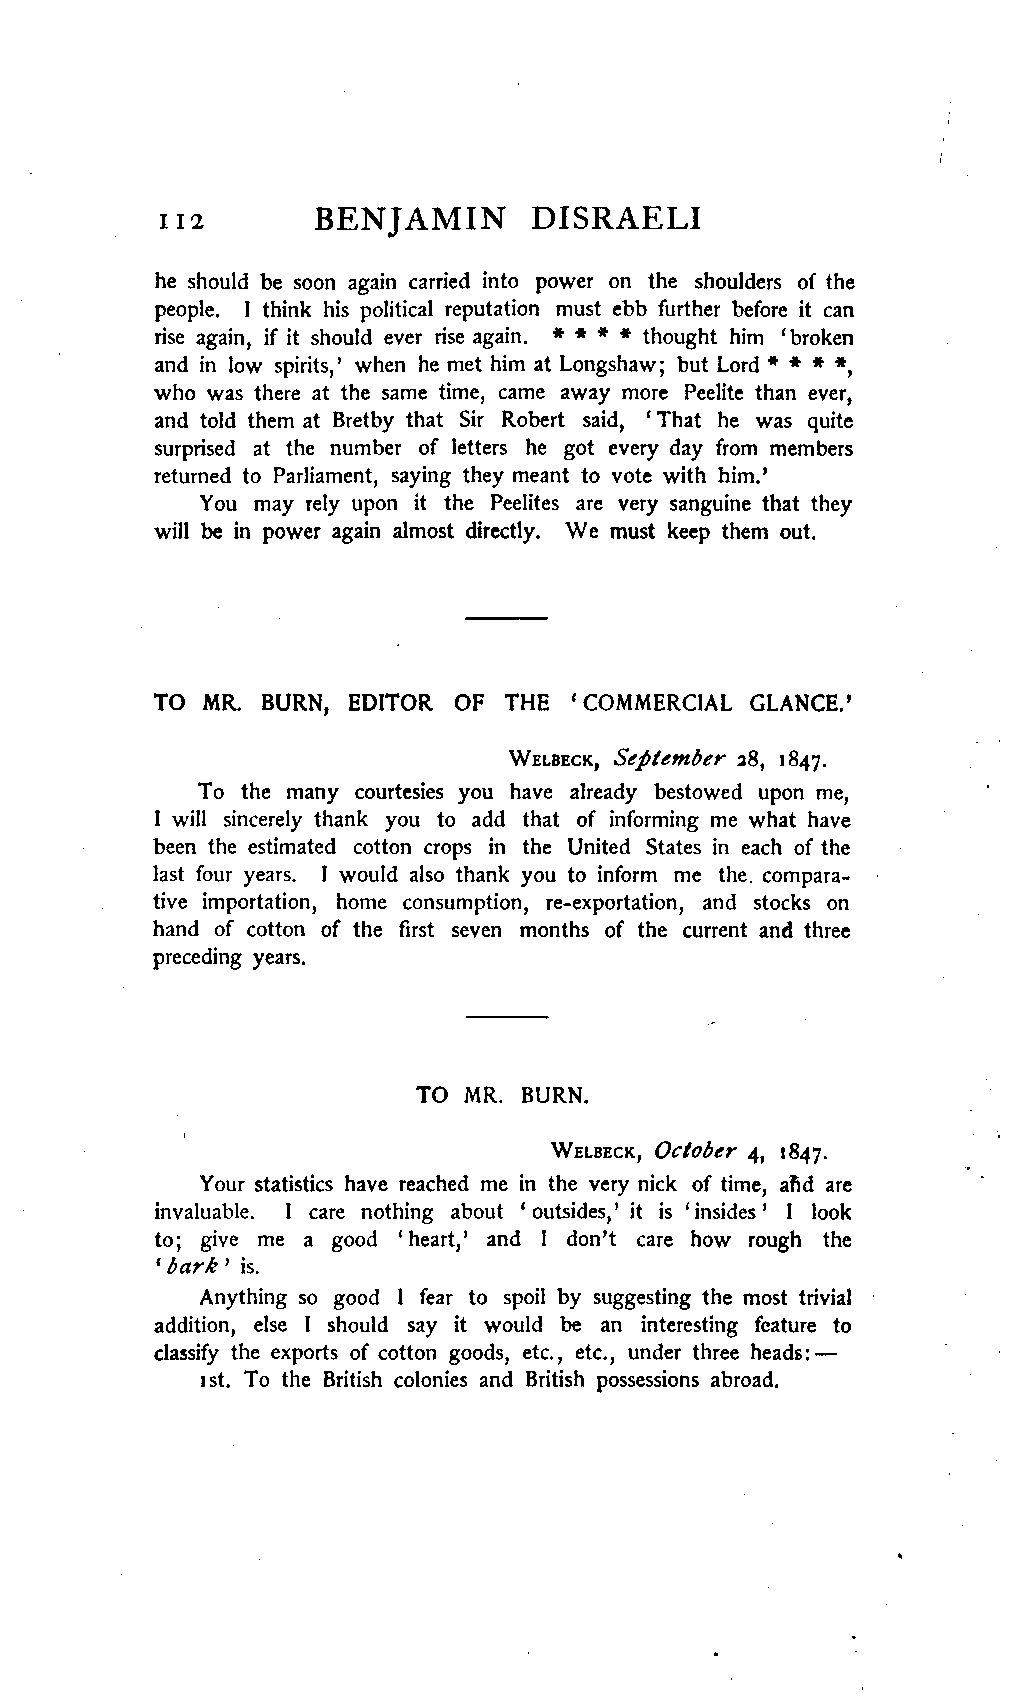 112 BENJAMIN DISRAELI
he should be soon again carried into power on the shoulders of the
people. I think his political reputation must ebb further before it can
rise again, if it should ever rise again. * * * * thought him ‘broken
and in low spirits,’ when he met him at Longshaw; but Lord * * * *,
who was there at the same time, came away more Peelite than ever,
and told them at Bretby that Sir Robert said, ‘That he was quite
surprised at the number of letters he got every day from members
returned to Parliament, saying they meant to vote with him.’
You may rely upon it the Peelites are very sanguine that they
will be in power again almost directly. We must keep them out.
TO MR. BURN, EDITOR OF THE ‘COMMERCIAL GLANCE.’
WELBECK, September 28, 1847.
To the many courtesies you have already bestowed upon me,
I will sincerely thank you to add that of informing me what have
been the estimated cotton crops in the United States in each of the
last four years. I would also thank you to inform me the. compara-
tive importation, home consumption, re-exportation, and stocks on
hand of cotton of the first seven months of the current and three
preceding years.
TO MR. BURN.
WELBECK, October 4, 1847.
Your statistics have reached me in the very nick of time, and are
invaluable. I care nothing about ‘outsides,’ it is ‘insides’ I look
to; give me a good ‘heart,’ and I don’t care how rough the
‘bark’ is.
Anything so good I fear to spoil by suggesting the most trivial
addition, else I should say it would be an interesting feature to
classify the exports of cotton goods, etc., etc., under three heads:—
1st. To the British colonies and British possessions abroad.